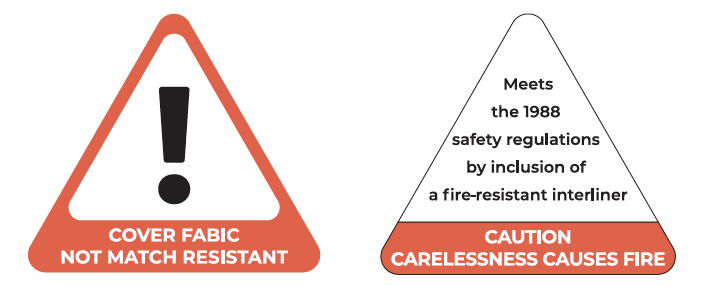 COVER FABIC
NOT MATCH RESISTANT
Meets
the 1988
safety regulations
by inclusion of
a fire-resistant interliner
CAUTION
CARELESSNESS CAUSES FIRE